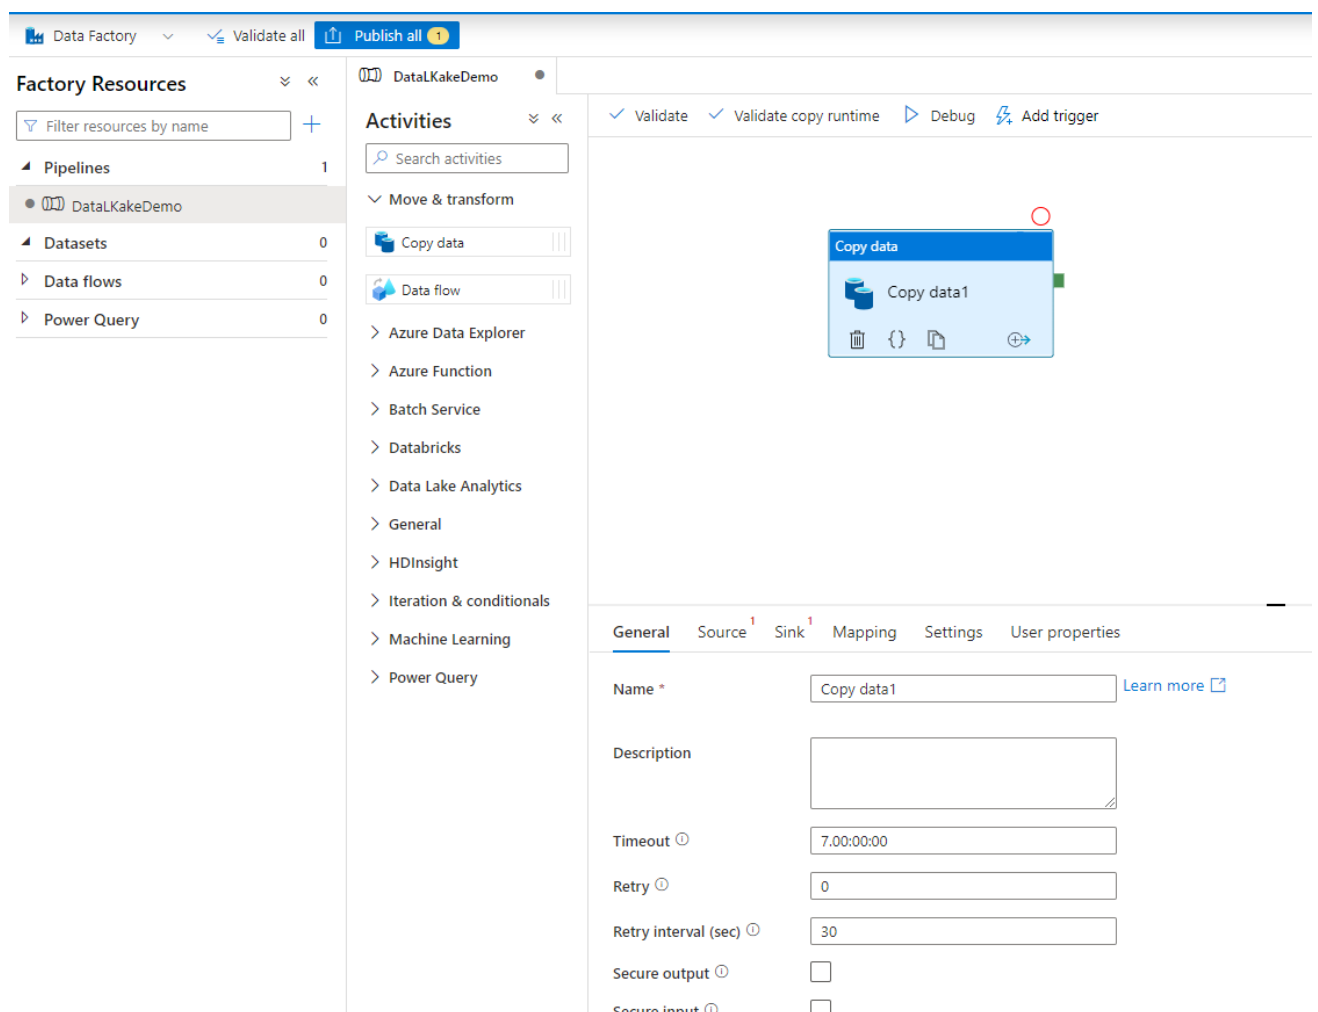 Data Factory
Validate all
Publish all 1
Factory Resources
Filter resources by name
Pipelines 1
DataLKakeDemo
Datasets 0
Data flows 0
Power Query 0
DataLKakeDemo
Activities
Search activities
Move & transform
Copy data
Data flow
Azure Data Explorer
Azure Function
Batch Service
Databricks
Data Lake Analytics
General
HDInsight
Iteration & conditionals
Machine Learning
Power Query
Validate Validate copy runtime Debug Add trigger
Copy data
Copy data1
{}
General Source 1 Sink 1 Mapping Settings User properties
Name * Copy data1 Learn more
Description
Timeout 7.00:00:00
Retry 0
Retry interval (sec) 30
Secure output
Secure input